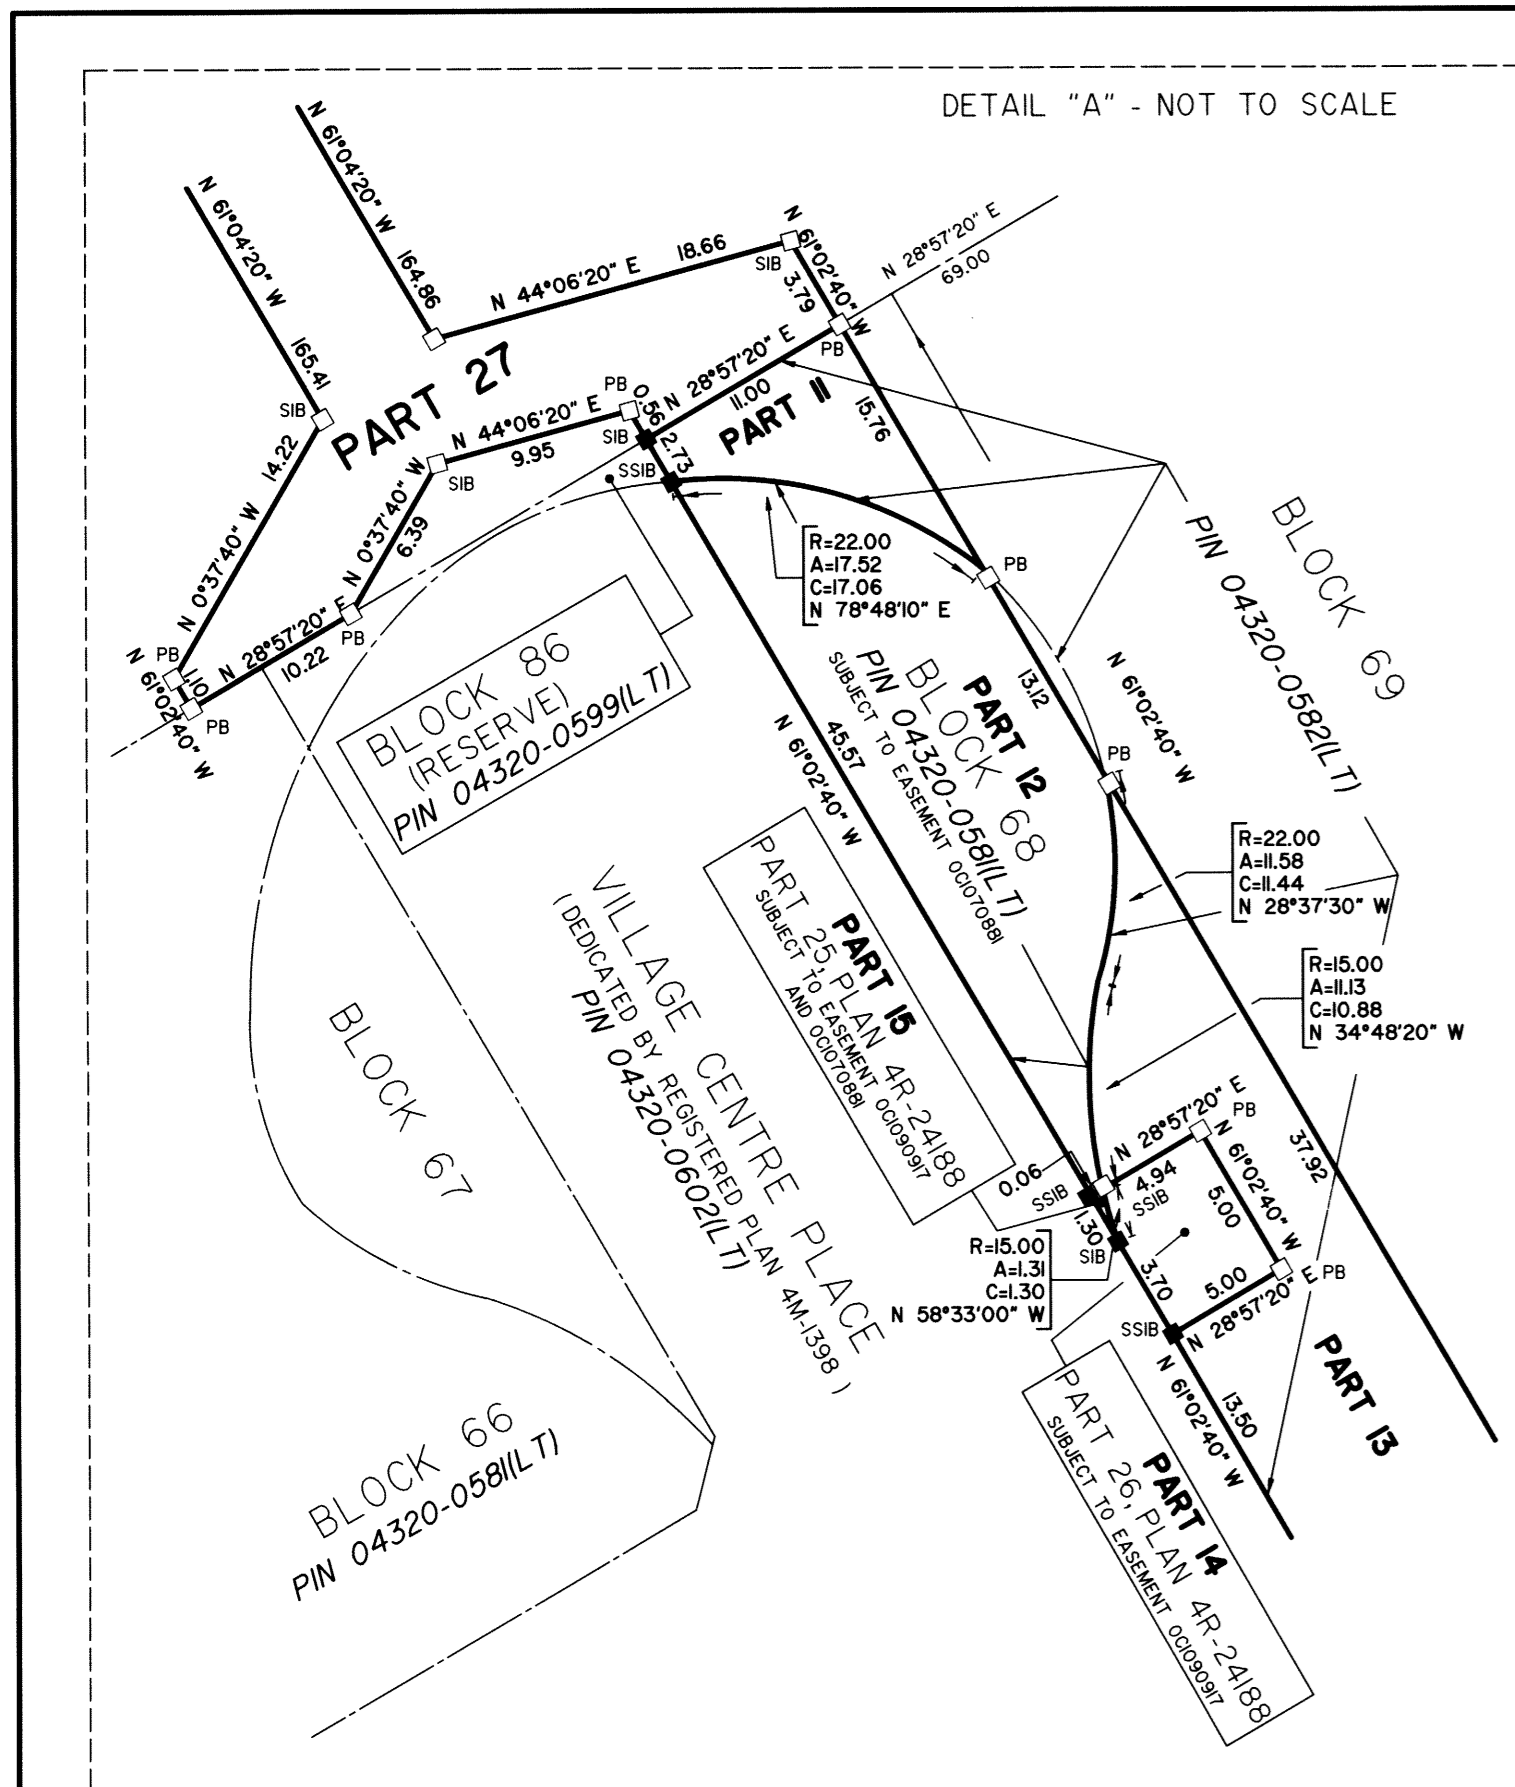 DETAIL "A" - NOT TO SCALE
N 61°04'20" W 164.86
N 61°04'20" W 165.41
N 44°06'20" E 18.66
SIB
N 61°02'40" W
3.79
N 28°57'20" E
69.00
PB
N 28°57'20" E
11.00
PART 11
15.76
PART 27
SIB
14.22
N 0°37'40" W
PB
0.56
N 44°06'20" E
9.95
SIB
SIB
2.73
SSIB
N 0°37'40" W
6.39
PB
1.10
N 61°02'40" W
PB
N 28°57'20" E
10.22
PB
R=22.00
A=17.52
C=17.06
N 78°48'10" E
PB
BLOCK 69
PIN 04320-0582(LT)
BLOCK 86
(RESERVE)
PIN 04320-0599(LT)
PART 12
BLOCK 68
PIN 04320-0581(LT)
SUBJECT TO EASEMENT OC1070881
13.12
N 61°02'40" W
PB
45.57
N 61°02'40" W
R=22.00
A=11.58
C=11.44
N 28°37'30" W
R=15.00
A=11.13
C=10.88
N 34°48'20" W
PART 15
PART 25, PLAN 4R-24188
SUBJECT TO EASEMENT OC1090917
AND OC1070881
VILLAGE CENTRE PLACE
(DEDICATED BY REGISTERED PLAN 4M-1398 )
PIN 04320-0602(LT)
BLOCK 67
BLOCK 66
PIN 04320-0581(LT)
N 28°57'20" E
PB
4.94
SSIB
0.06
SSIB
1.30
SIB
N 61°02'40" W
5.00
37.92
R=15.00
A=1.31
C=1.30
N 58°33'00" W
3.70
5.00
N 28°57'20" E
PB
SSIB
N 61°02'40" W
13.50
PART 13
PART 14
PART 26, PLAN 4R-24188
SUBJECT TO EASEMENT OC1090917